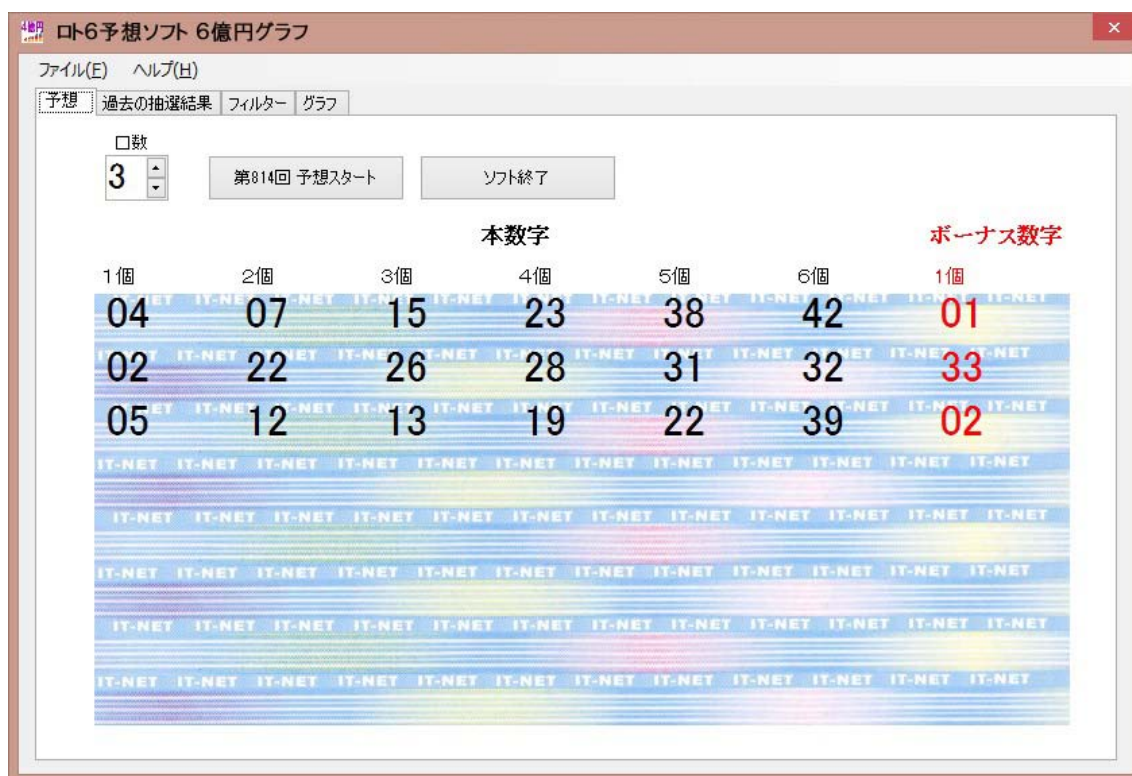 ロト6予想ソフト 6億円グラフ
ファイル(F) ヘルプ(H)
予想 過去の抽選結果 フィルター グラフ
口数
3 第814回 予想スタート ソフト終了
本数字 ボーナス数字
1個 2個 3個 4個 5個 6個 1個
04 07 15 23 38 42 01
02 22 26 28 31 32 33
05 12 13 19 22 39 02
IT-NET IT-NET IT-NET IT-NET IT-NET IT-NET IT-NET IT-NET IT-NET IT-NET IT-NET IT-NET
IT-NET IT-NET IT-NET IT-NET IT-NET IT-NET IT-NET IT-NET IT-NET IT-NET IT-NET IT-NET
IT-NET IT-NET IT-NET IT-NET IT-NET IT-NET IT-NET IT-NET IT-NET IT-NET IT-NET IT-NET
IT-NET IT-NET IT-NET IT-NET IT-NET IT-NET IT-NET IT-NET IT-NET IT-NET IT-NET IT-NET
IT-NET IT-NET IT-NET IT-NET IT-NET IT-NET IT-NET IT-NET IT-NET IT-NET IT-NET IT-NET